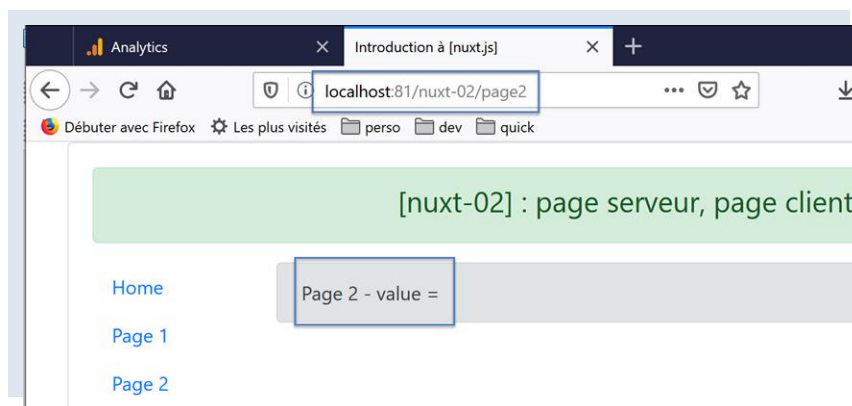 Analytics
Introduction à [nuxt.js]
localhost:81/nuxt-02/page2
Débuter avec Firefox Les plus visités perso dev quick
[nuxt-02] : page serveur, page client
Home
Page 2 - value =
Page 1
Page 2